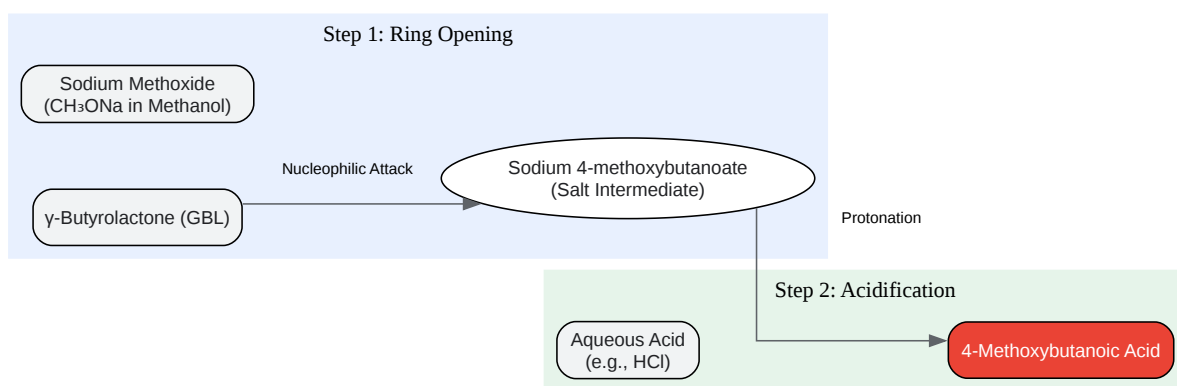 Step 1: Ring Opening
Sodium Methoxide
(CH₃ONa in Methanol)
Nucleophilic Attack
Sodium 4-methoxybutanoate
(Salt Intermediate)
γ-Butyrolactone (GBL)
Protonation
Step 2: Acidification
Aqueous Acid
(e.g., HCl)
4-Methoxybutanoic Acid